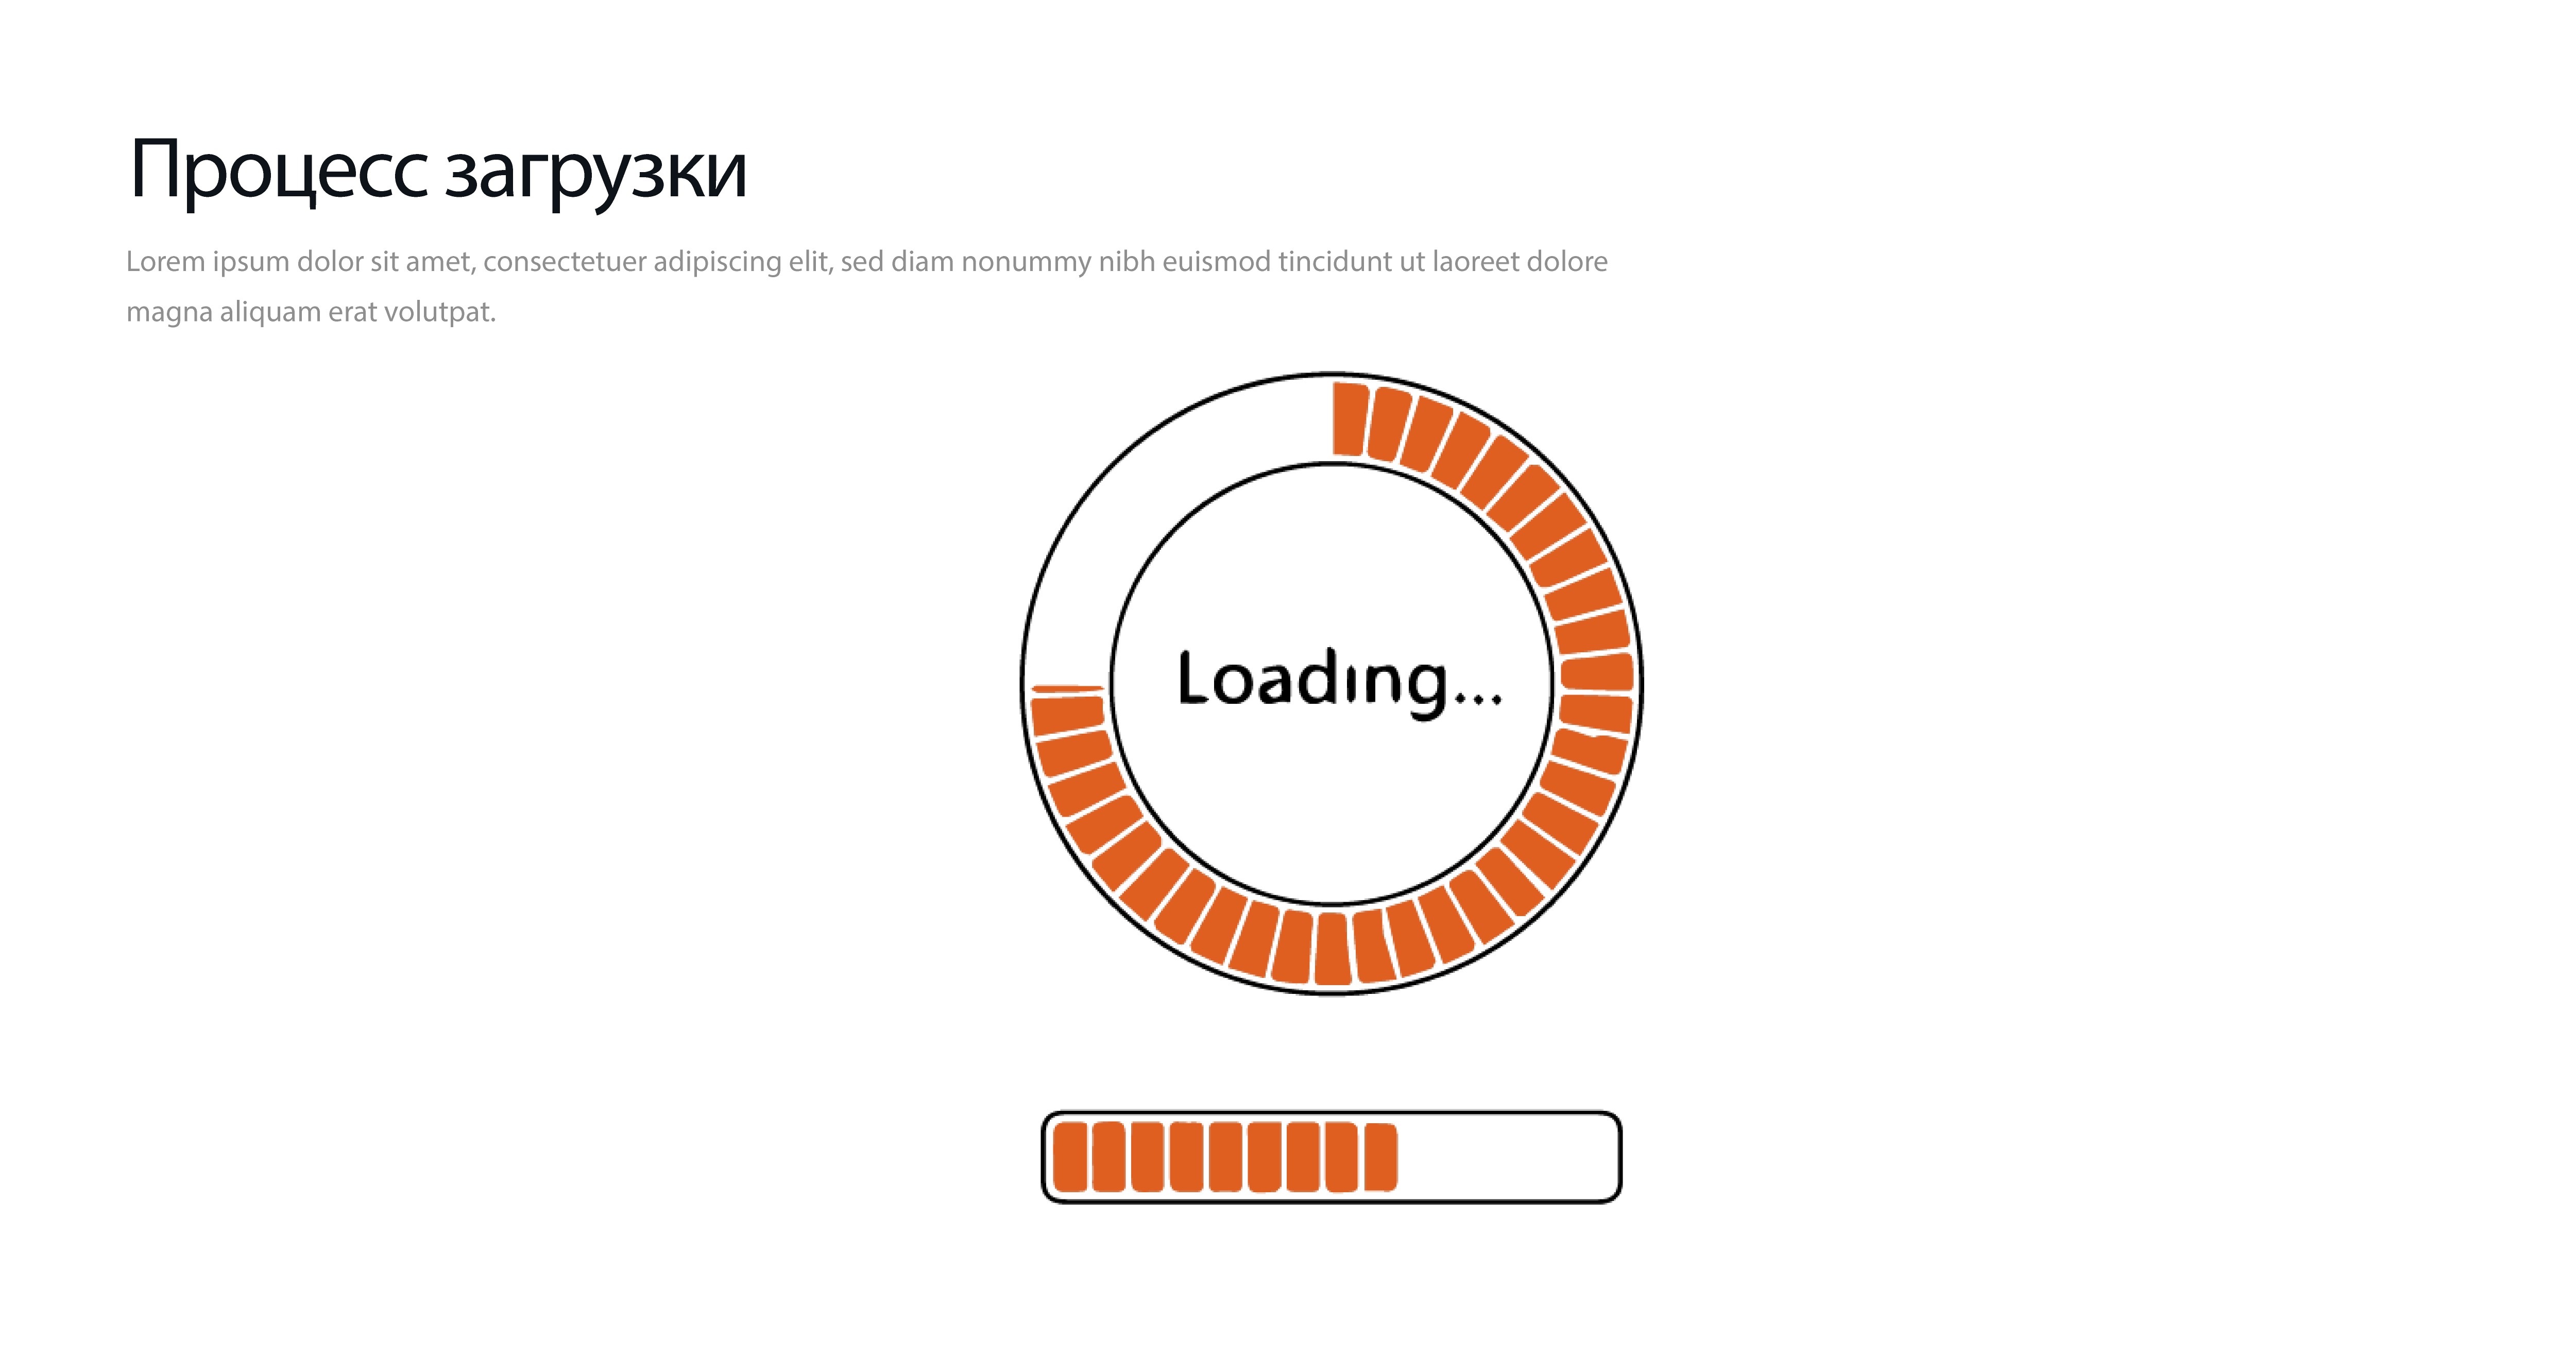 Процесс загрузки
Lorem ipsum dolor sit amet, consectetuer adipiscing elit, sed diam nonummy nibh euismod tincidunt ut laoreet dolore
magna aliquam erat volutpat.
Loading...